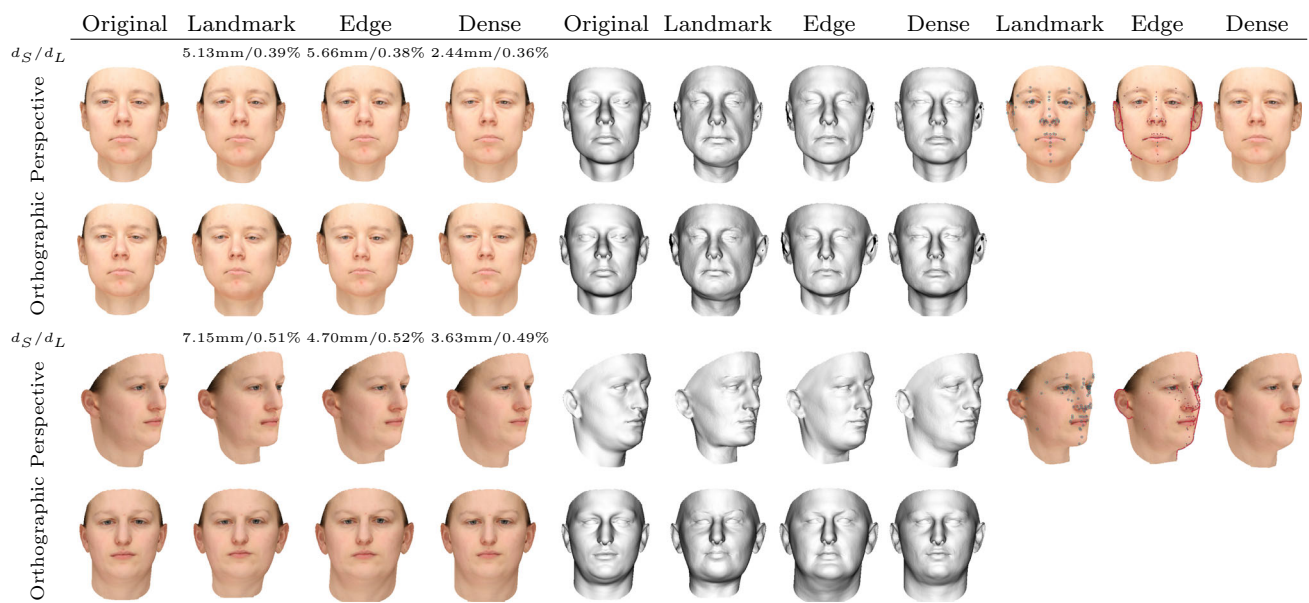 Original Landmark Edge Dense Original Landmark Edge Dense Landmark Edge Dense
d_S/d_L 5.13mm/0.39% 5.66mm/0.38% 2.44mm/0.36%
Perspective
Orthographic
d_S/d_L 7.15mm/0.51% 4.70mm/0.52% 3.63mm/0.49%
Perspective
Orthographic